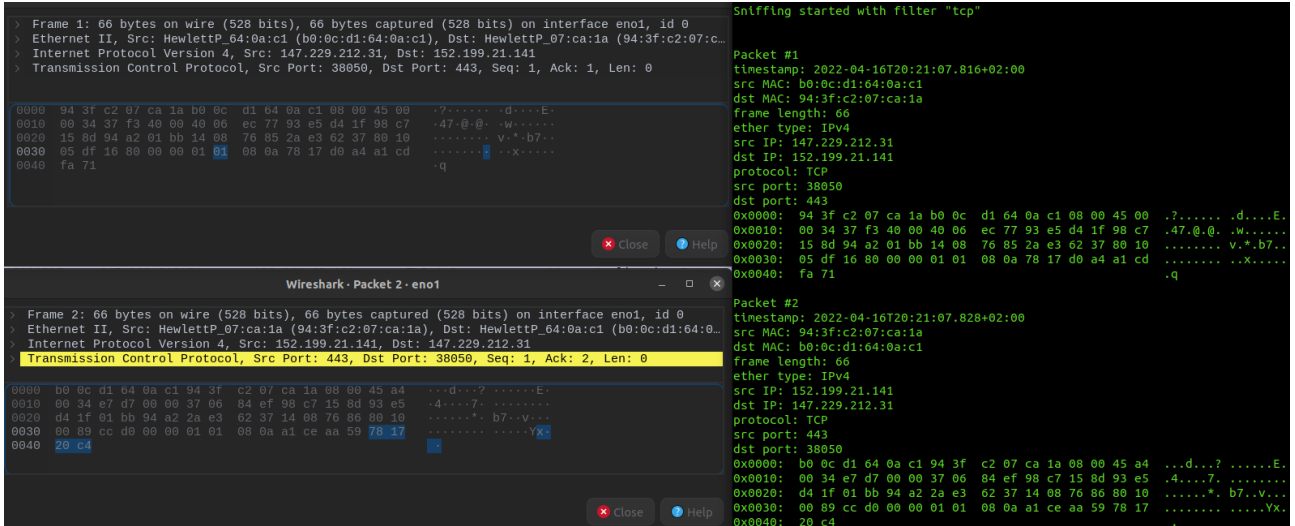 > Frame 1: 66 bytes on wire (528 bits), 66 bytes captured (528 bits) on interface eno1, id 0
> Ethernet II, Src: HewlettP_64:0a:c1 (b0:0c:d1:64:0a:c1), Dst: HewlettP_07:ca:1a (94:3f:c2:07:c…
> Internet Protocol Version 4, Src: 147.229.212.31, Dst: 152.199.21.141
> Transmission Control Protocol, Src Port: 38050, Dst Port: 443, Seq: 1, Ack: 1, Len: 0
0000 94 3f c2 07 ca 1a b0 0c d1 64 0a c1 08 00 45 00 ·?······ ·d····E·
0010 00 34 37 f3 40 00 40 06 ec 77 93 e5 d4 1f 98 c7 ·47·@·@· ·w······
0020 15 8d 94 a2 01 bb 14 08 76 85 2a e3 62 37 80 10 ········ v·*·b7··
0030 05 df 16 80 00 00 01 01 08 0a 78 17 d0 a4 a1 cd ········ ··x·····
0040 fa 71 ·q
Close
Help
Wireshark · Packet 2 · eno1
> Frame 2: 66 bytes on wire (528 bits), 66 bytes captured (528 bits) on interface eno1, id 0
> Ethernet II, Src: HewlettP_07:ca:1a (94:3f:c2:07:ca:1a), Dst: HewlettP_64:0a:c1 (b0:0c:d1:64:0…
> Internet Protocol Version 4, Src: 152.199.21.141, Dst: 147.229.212.31
> Transmission Control Protocol, Src Port: 443, Dst Port: 38050, Seq: 1, Ack: 2, Len: 0
0000 b0 0c d1 64 0a c1 94 3f c2 07 ca 1a 08 00 45 a4 ···d···? ······E·
0010 00 34 e7 d7 00 00 37 06 84 ef 98 c7 15 8d 93 e5 ·4····7· ········
0020 d4 1f 01 bb 94 a2 2a e3 62 37 14 08 76 86 80 10 ······*· b7··v···
0030 00 89 cc d0 00 00 01 01 08 0a a1 ce aa 59 78 17 ········ ·····Yx·
0040 20 c4 ·
Close
Help
Sniffing started with filter "tcp"
Packet #1
timestamp: 2022-04-16T20:21:07.816+02:00
src MAC: b0:0c:d1:64:0a:c1
dst MAC: 94:3f:c2:07:ca:1a
frame length: 66
ether type: IPv4
src IP: 147.229.212.31
dst IP: 152.199.21.141
protocol: TCP
src port: 38050
dst port: 443
0x0000: 94 3f c2 07 ca 1a b0 0c d1 64 0a c1 08 00 45 00 .?...... .d....E.
0x0010: 00 34 37 f3 40 00 40 06 ec 77 93 e5 d4 1f 98 c7 .47.@.@. .w......
0x0020: 15 8d 94 a2 01 bb 14 08 76 85 2a e3 62 37 80 10 ........ v.*.b7..
0x0030: 05 df 16 80 00 00 01 01 08 0a 78 17 d0 a4 a1 cd ........ ..x.....
0x0040: fa 71 .q
Packet #2
timestamp: 2022-04-16T20:21:07.828+02:00
src MAC: 94:3f:c2:07:ca:1a
dst MAC: b0:0c:d1:64:0a:c1
frame length: 66
ether type: IPv4
src IP: 152.199.21.141
dst IP: 147.229.212.31
protocol: TCP
src port: 443
dst port: 38050
0x0000: b0 0c d1 64 0a c1 94 3f c2 07 ca 1a 08 00 45 a4 ...d...? ......E.
0x0010: 00 34 e7 d7 00 00 37 06 84 ef 98 c7 15 8d 93 e5 .4....7. ........
0x0020: d4 1f 01 bb 94 a2 2a e3 62 37 14 08 76 86 80 10 ......*. b7..v...
0x0030: 00 89 cc d0 00 00 01 01 08 0a a1 ce aa 59 78 17 ........ .....Yx.
0x0040: 20 c4 .